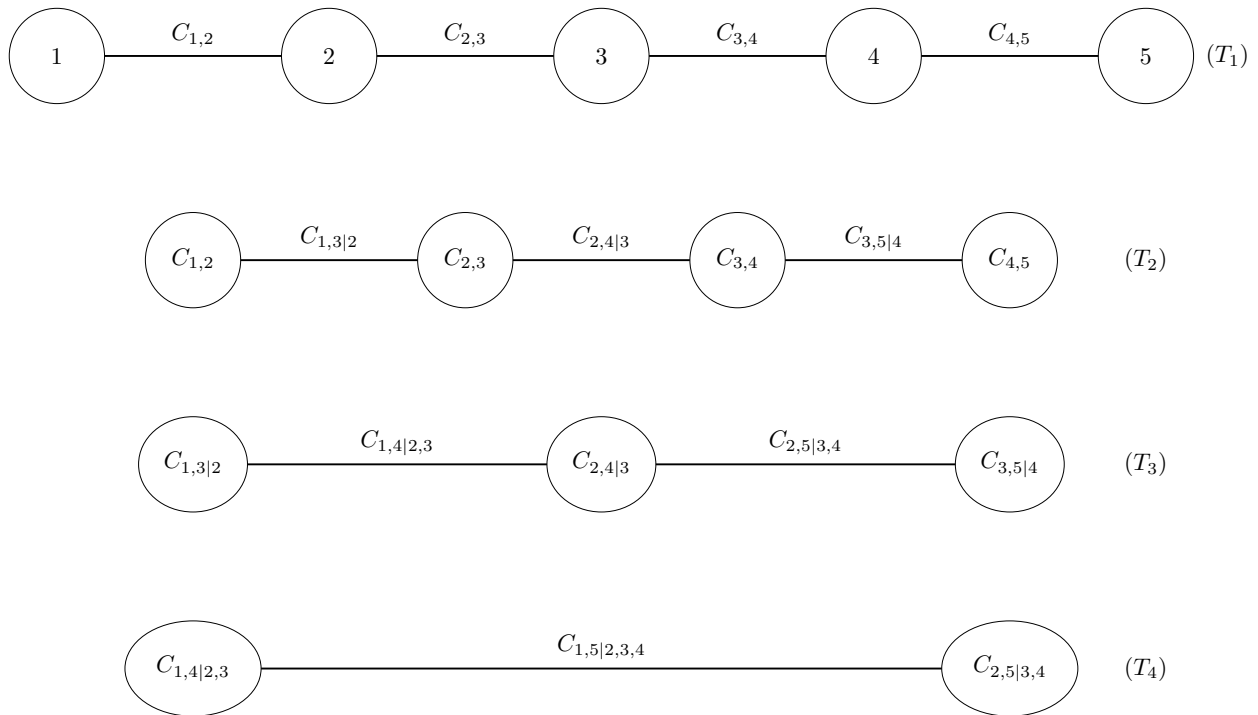 C_{1,2} C_{2,3} C_{3,4} C_{4,5}
1 2 3 4 5 (T_1)
C_{1,3|2} C_{2,4|3} C_{3,5|4}
C_{1,2} C_{2,3} C_{3,4} C_{4,5} (T_2)
C_{1,4|2,3} C_{2,5|3,4}
C_{1,3|2} C_{2,4|3} C_{3,5|4} (T_3)
C_{1,5|2,3,4}
C_{1,4|2,3} C_{2,5|3,4} (T_4)